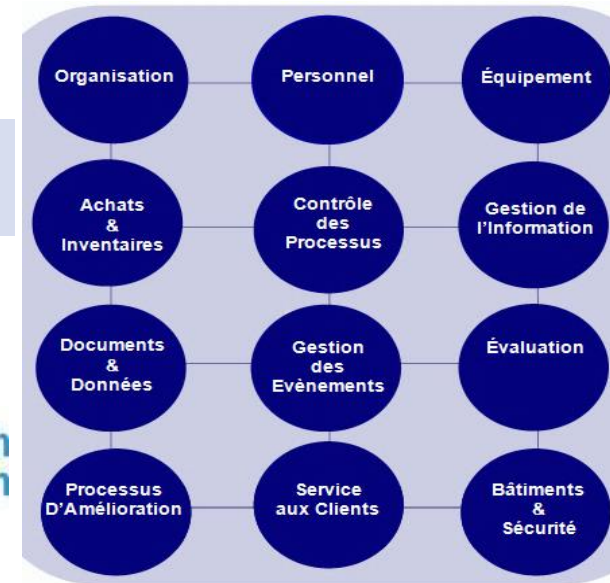 Organisation
Personnel
Équipement
Achats
&
Inventaires
Contrôle
des
Processus
Gestion de
l'Information
Documents
&
Données
Gestion
des
Evènements
Évaluation
Processus
D'Amélioration
Service
aux Clients
Bâtiments
&
Sécurité